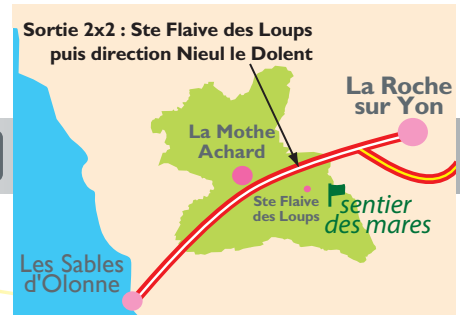 Sortie 2x2 : Ste Flaive des Loups
puis direction Nieul le Dolent
La Roche
sur Yon
La Mothe
Achard
Ste Flaive
des Loups
sentier
des mares
Les Sables
d'Olonne